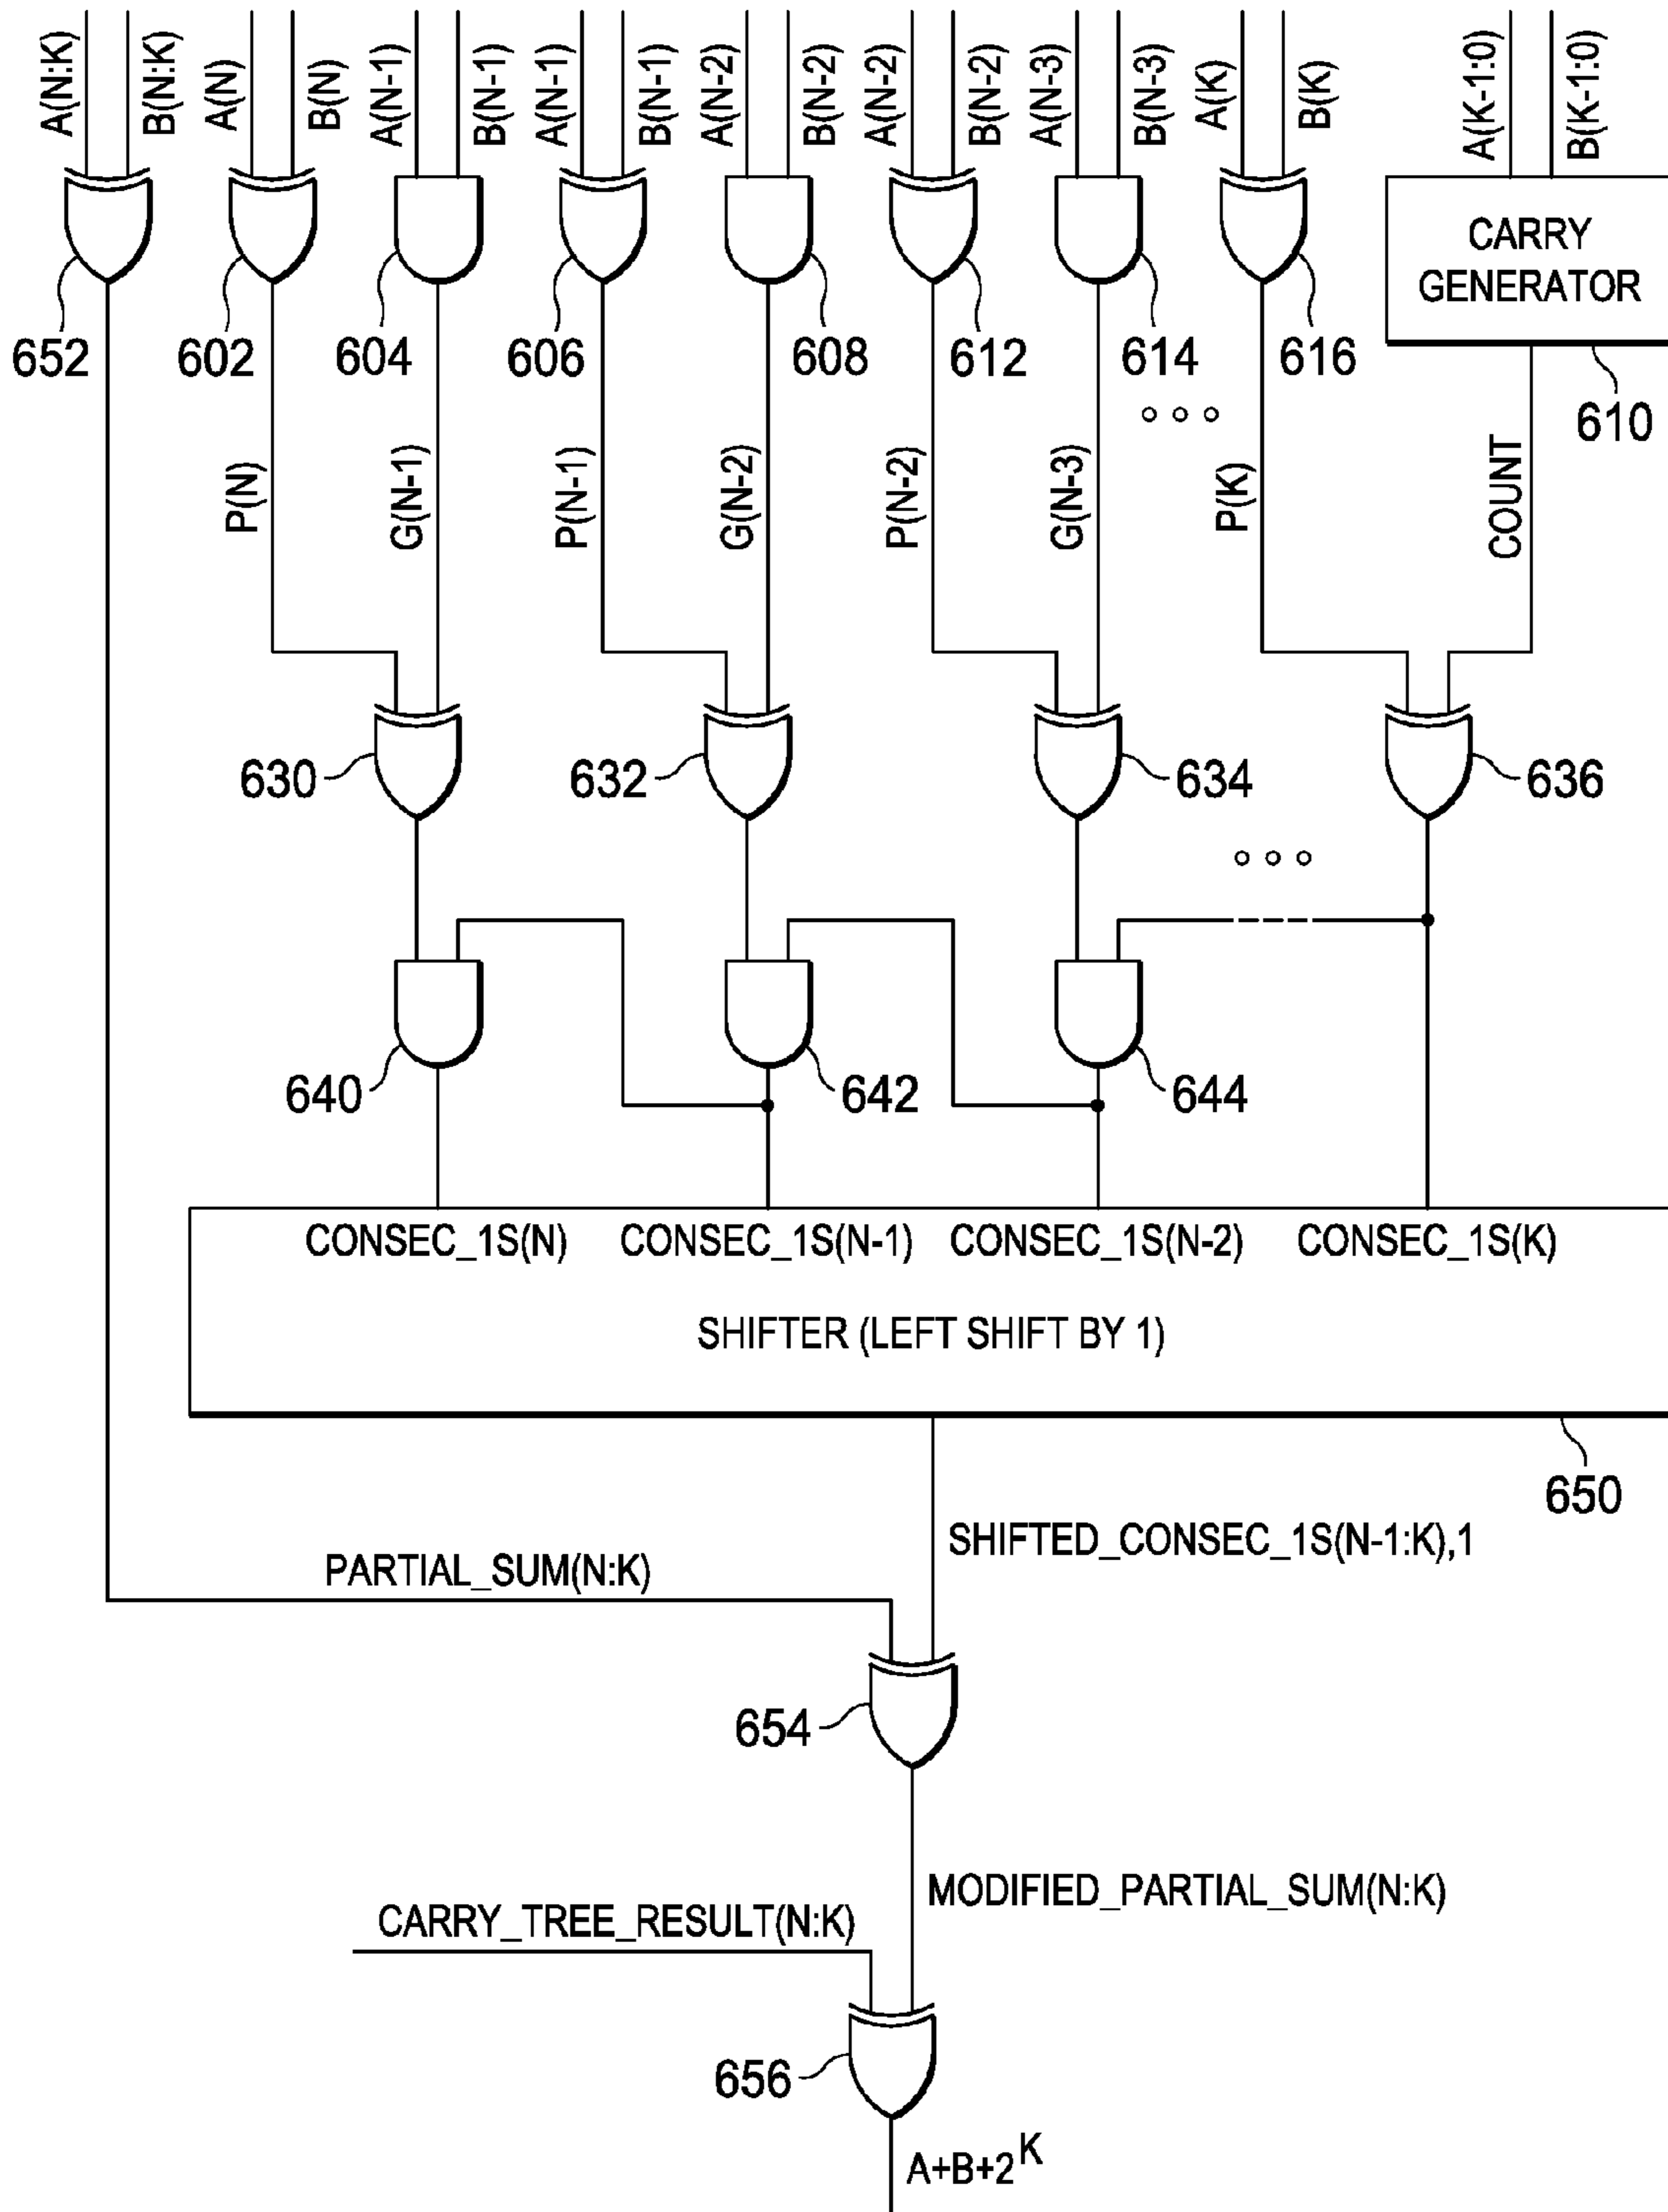 A(N:K)
B(N:K)
A(N)
B(N)
A(N-1)
B(N-1)
A(N-1)
B(N-1)
A(N-2)
B(N-2)
A(N-2)
B(N-2)
A(N-3)
B(N-3)
A(K)
B(K)
A(K-1:0)
B(K-1:0)
CARRY
GENERATOR
652
602
604
606
608
612
614
616
610
P(N)
G(N-1)
P(N-1)
G(N-2)
P(N-2)
G(N-3)
P(K)
COUNT
630
632
634
636
640
642
644
CONSEC_1S(N)
CONSEC_1S(N-1)
CONSEC_1S(N-2)
CONSEC_1S(K)
SHIFTER (LEFT SHIFT BY 1)
650
SHIFTED_CONSEC_1S(N-1:K),1
PARTIAL_SUM(N:K)
654
MODIFIED_PARTIAL_SUM(N:K)
CARRY_TREE_RESULT(N:K)
656
A+B+2^K